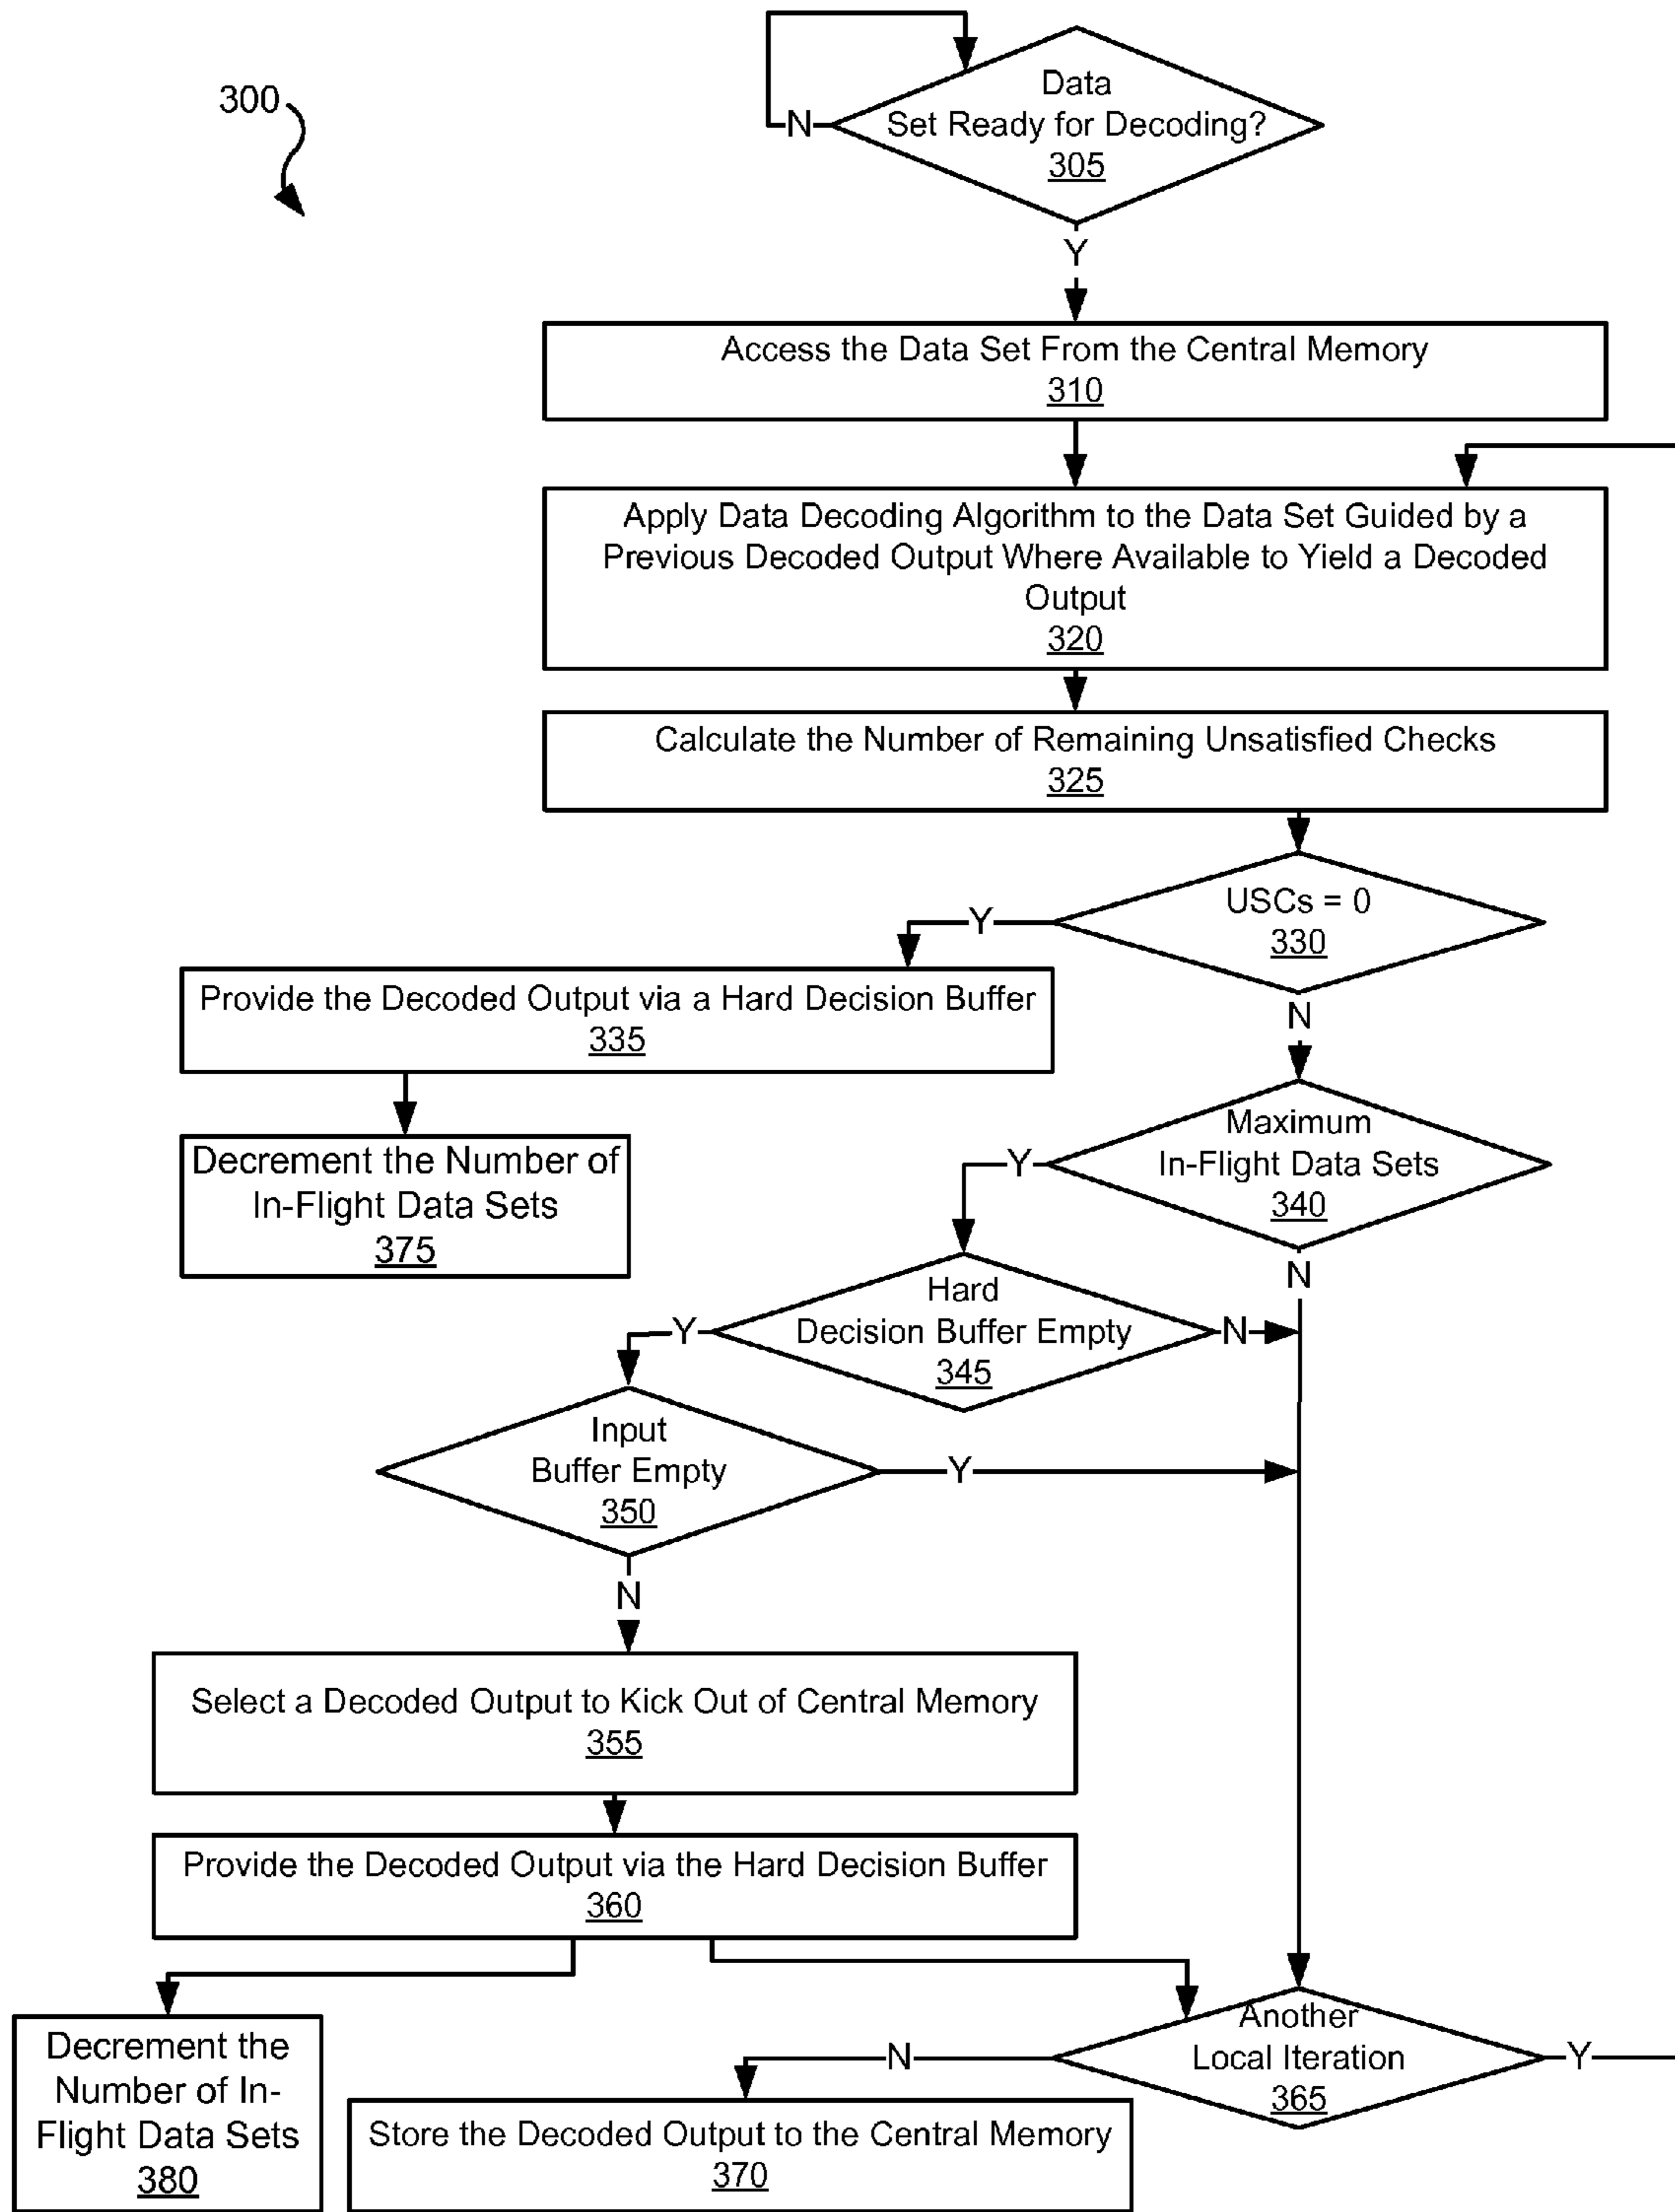 300
Data
Set Ready for Decoding?
305
N
Y
Access the Data Set From the Central Memory
310
Apply Data Decoding Algorithm to the Data Set Guided by a
Previous Decoded Output Where Available to Yield a Decoded
Output
320
Calculate the Number of Remaining Unsatisfied Checks
325
USCs = 0
330
Y
N
Provide the Decoded Output via a Hard Decision Buffer
335
Decrement the Number of
In-Flight Data Sets
375
Maximum
In-Flight Data Sets
340
Y
N
Hard
Decision Buffer Empty
345
Y
N
Input
Buffer Empty
350
Y
N
Select a Decoded Output to Kick Out of Central Memory
355
Provide the Decoded Output via the Hard Decision Buffer
360
Another
Local Iteration
365
N
Y
Decrement the
Number of In-
Flight Data Sets
380
Store the Decoded Output to the Central Memory
370